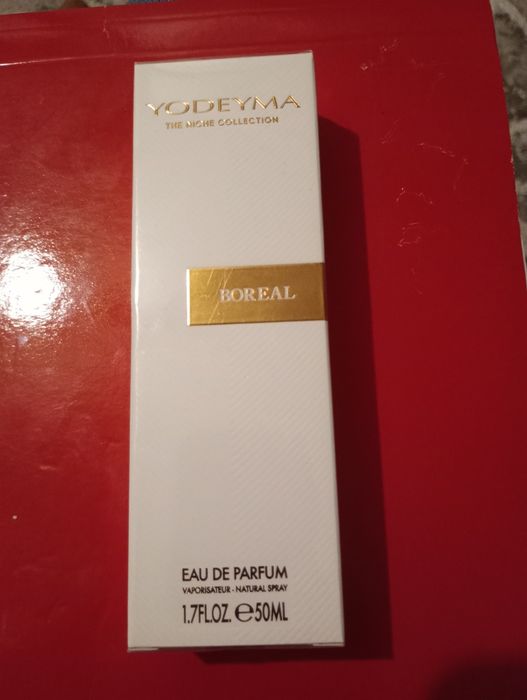 YODEYMA
THE NICHE COLLECTION
BOREAL
EAU DE PARFUM
VAPORISATEUR - NATURAL SPRAY
1.7FL.OZ. ℮50ML